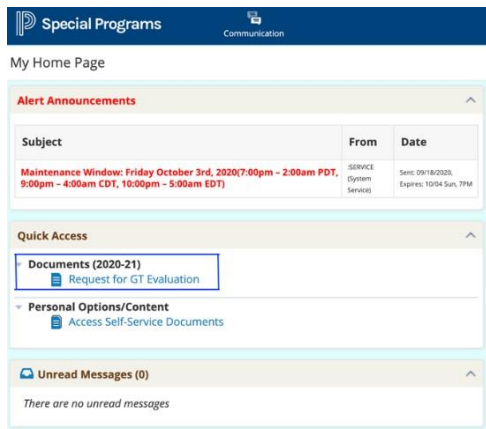 Special Programs
Communication
My Home Page
Alert Announcements
Subject From Date
Maintenance Window: Friday October 3rd, 2020(7:00pm – 2:00am PDT,
9:00pm – 4:00am CDT, 10:00pm – 5:00am EDT)
:SERVICE
(System
Service)
Sent: 09/18/2020,
Expires: 10/04 Sun, 7PM
Quick Access
Documents (2020-21)
Request for GT Evaluation
Personal Options/Content
Access Self-Service Documents
Unread Messages (0)
There are no unread messages